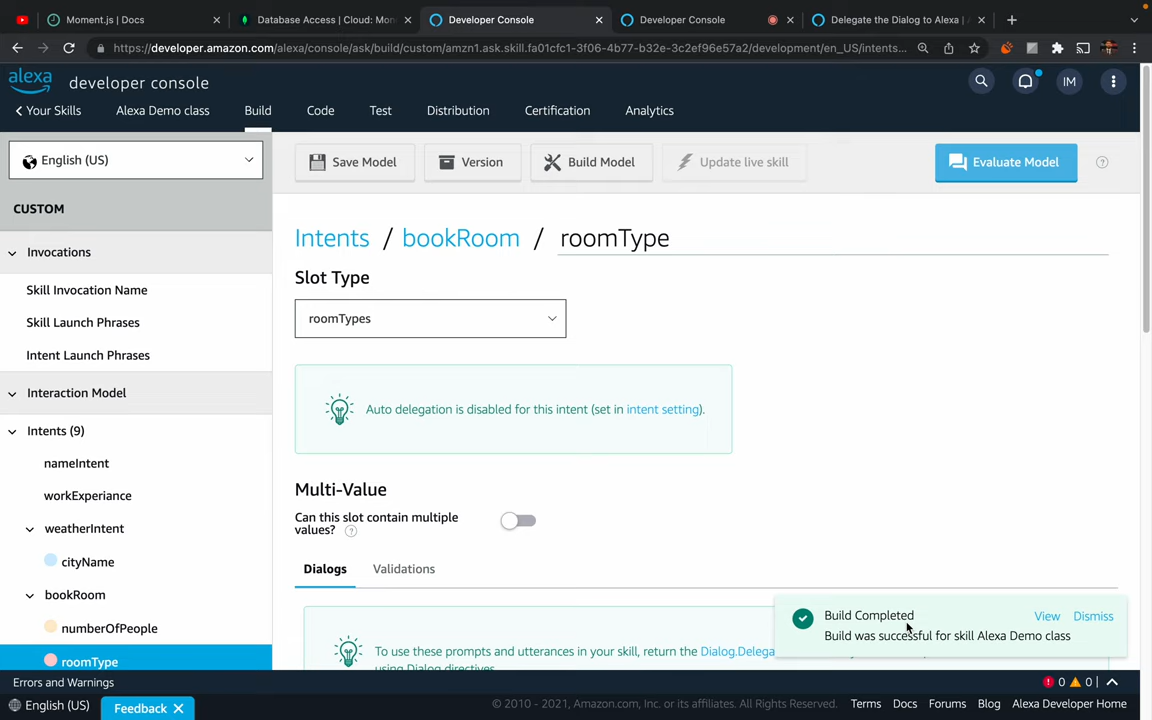 Moment.js | Docs
Database Access | Cloud: Mon
Developer Console
Developer Console
Delegate the Dialog to Alexa | A
https://developer.amazon.com/alexa/console/ask/build/custom/amzn1.ask.skill.fa01cfc1-3f06-4b77-b32e-3c2ef96e57a2/development/en_US/intents...
alexa developer console
IM
Your Skills
Alexa Demo class
Build
Code
Test
Distribution
Certification
Analytics
English (US)
Save Model
Version
Build Model
Update live skill
Evaluate Model
CUSTOM
Invocations
Skill Invocation Name
Skill Launch Phrases
Intent Launch Phrases
Interaction Model
Intents (9)
nameIntent
workExperiance
weatherIntent
cityName
bookRoom
numberOfPeople
roomType
Intents / bookRoom / roomType
Slot Type
roomTypes
Auto delegation is disabled for this intent (set in intent setting).
Multi-Value
Can this slot contain multiple
values?
Dialogs
Validations
To use these prompts and utterances in your skill, return the Dialog.Delega
using Dialog directives.
Build Completed
View
Dismiss
Build was successful for skill Alexa Demo class
Errors and Warnings
0
0
English (US)
Feedback
© 2010 - 2021, Amazon.com, Inc. or its affiliates. All Rights Reserved.
Terms
Docs
Forums
Blog
Alexa Developer Home